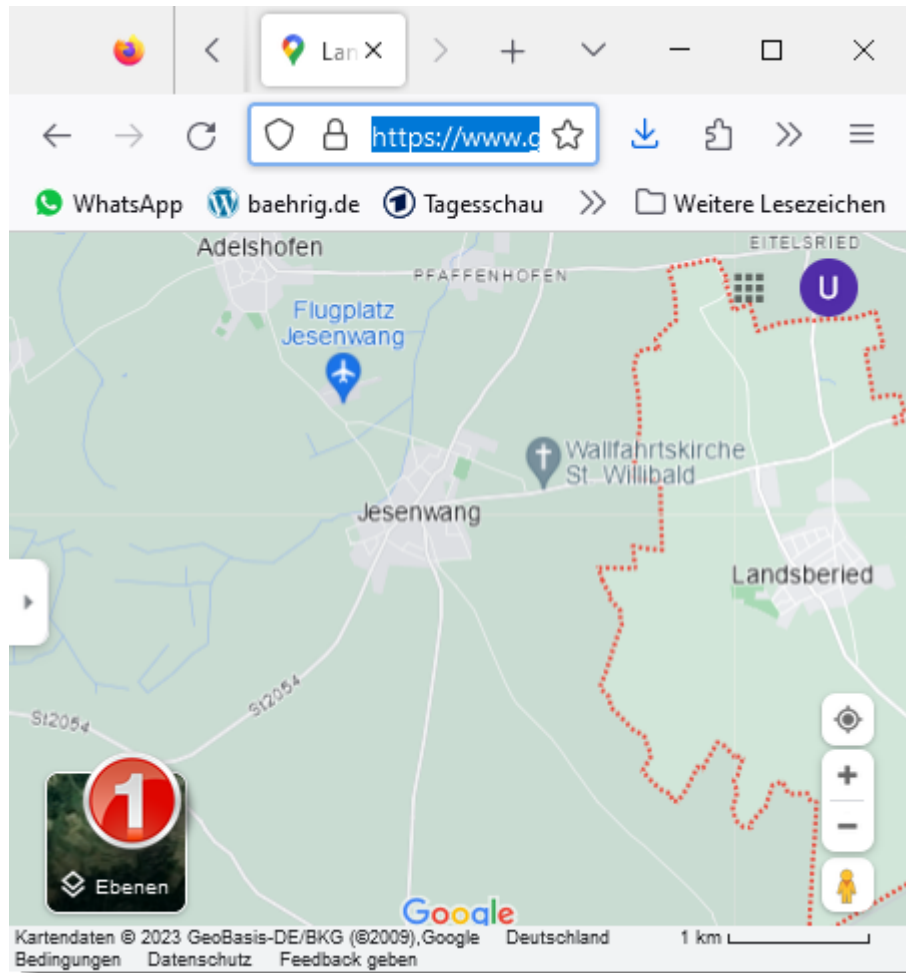 Lan
https://www.g
WhatsApp baehrig.de Tagesschau Weitere Lesezeichen
Adelshofen
EITELSRIED
PFAFFENHOFEN
U
Flugplatz
Jesenwang
Wallfahrtskirche
St. Willibald
Jesenwang
Landsberied
St2054
St2054
1
Ebenen
Google
Kartendaten © 2023 GeoBasis-DE/BKG (©2009),Google Deutschland 1 km
Bedingungen Datenschutz Feedback geben